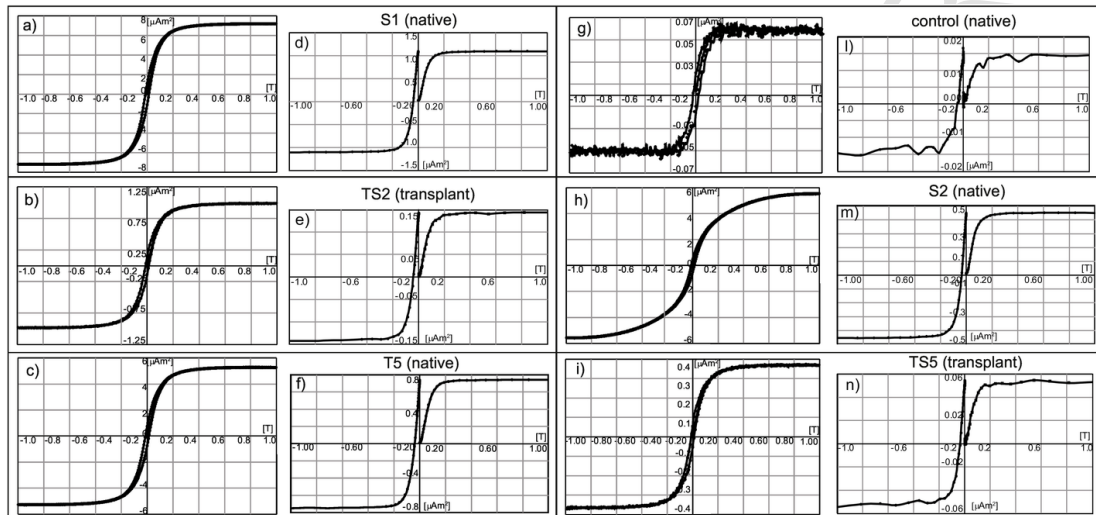 a)
[μAm²]
8
6
4
2
0
[T]
-1.0 -0.8 -0.6 -0.4 -0.2 0.2 0.4 0.6 0.8 1.0
-2
-4
-6
-8
S1 (native)
d)
1.5
1.0
0.5
[T]
-1.00 -0.60 -0.20 0.20 0.60 1.00
-0.5
-1.0
-1.5
[μAm²]
g)
[μAm²]
0.07
0.05
0.03
[T]
-1.0 -0.8 -0.6 -0.4 -0.2 0.2 0.4 0.6 0.8 1.0
-0.05
-0.07
control (native)
l)
[μAm²]
0.02
0.00
[T]
-1.0 -0.6 0.2 0.6 1.0
-0.01
-0.02
b)
[μAm²]
1.25
0.75
0.25
[T]
-1.0 -0.8 -0.6 -0.4 -0.2 0.2 0.4 0.6 0.8 1.0
-0.75
-1.25
TS2 (transplant)
e)
0.15
[T]
-1.0 -0.6 0.2 0.6 1.0
-0.05
-0.15
[μAm²]
h)
6
[μAm²]
4
2
0
[T]
-1.0 -0.8 -0.6 -0.4 -0.2 0.2 0.4 0.6 0.8 1.0
-2
-4
-6
S2 (native)
m)
0.5
0.3
[T]
-1.00 -0.60 0.20 0.60 1.00
-0.3
-0.5
[μAm²]
c)
6
[μAm²]
4
2
0
[T]
-1.0 -0.8 -0.6 -0.4 -0.2 0.2 0.4 0.6 0.8 1.0
-4
-6
T5 (native)
f)
0.8
0.4
[T]
-1.00 -0.60 0.20 0.60 1.00
-0.4
-0.8
[μAm²]
i)
[μAm²]
0.4
0.3
0.2
0.1
[T]
-1.00 -0.80 -0.60 -0.40 -0.20 0.20 0.40 0.60 0.80 1.00
-0.3
-0.4
TS5 (transplant)
n)
0.06
0.02
[T]
-1.0 -0.6 0.2 0.6 1.0
-0.02
-0.06
[μAm²]